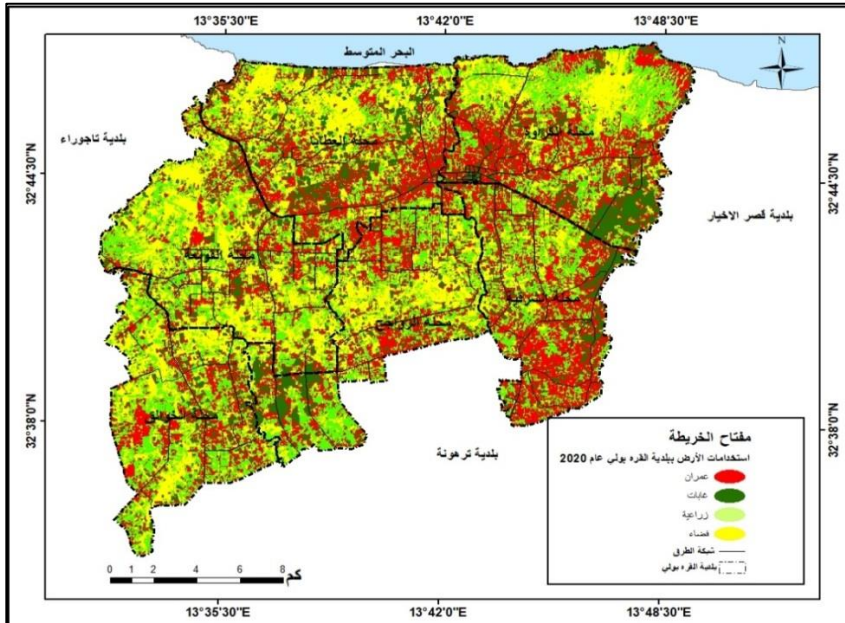 13°35'30"E
13°42'0"E
13°48'30"E
البحر المتوسط
N
بلدية تاجوراء
32°44'30"N
32°44'30"N
بلدية قصر الاخيار
32°38'0"N
32°38'0"N
بلدية ترهونة
مفتاح الخريطة
استخدامات الأرض ببلدية القره بولي عام 2020
عمران
غابات
زراعية
فضاء
شبكة الطرق
بلدية القره بولي
0 1 2 4 6 8
كم
13°35'30"E
13°42'0"E
13°48'30"E